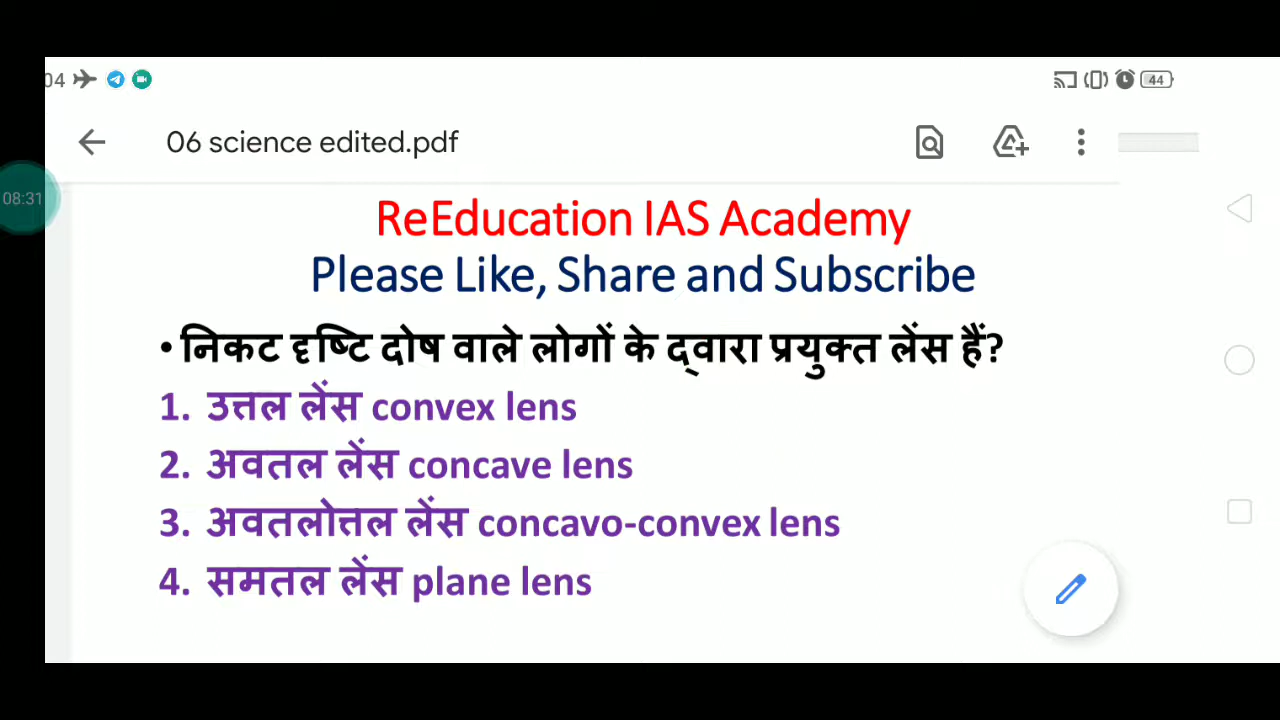 04
44
06 science edited.pdf
08:31
ReEducation IAS Academy
Please Like, Share and Subscribe
• निकट दृष्टि दोष वाले लोगों के द्वारा प्रयुक्त लेंस हैं?
1. उत्तल लेंस convex lens
2. अवतल लेंस concave lens
3. अवतलोत्तल लेंस concavo-convex lens
4. समतल लेंस plane lens